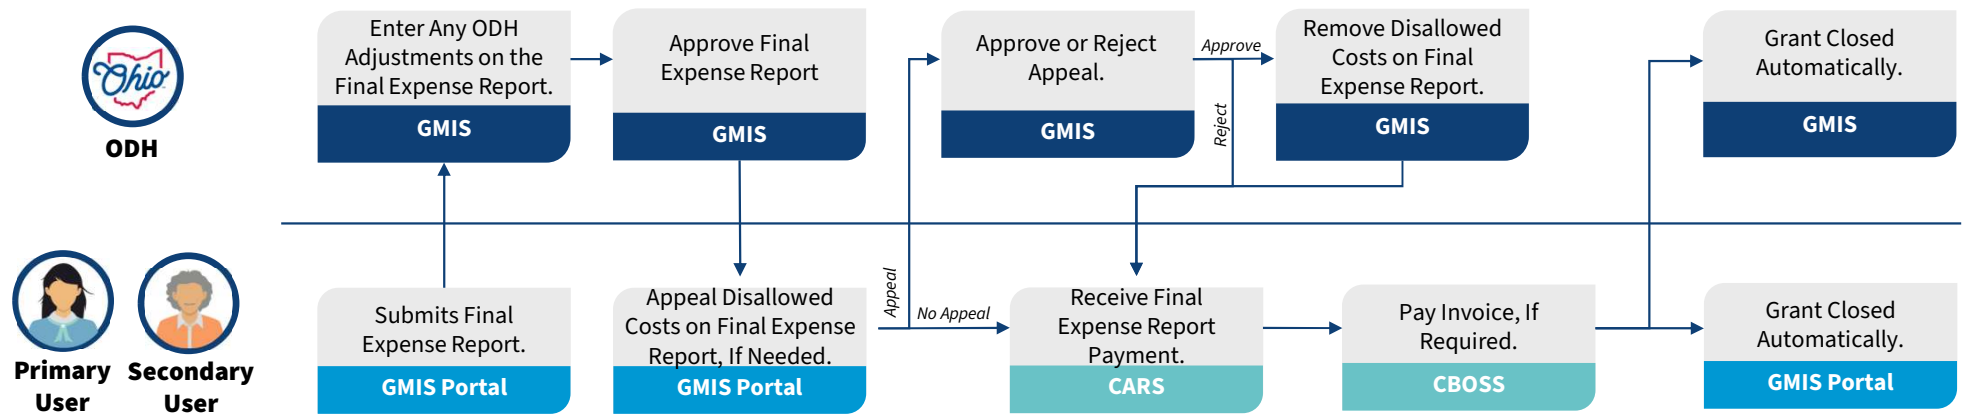 Ohio
ODH
Enter Any ODH
Adjustments on the
Final Expense Report.
GMIS
Approve Final
Expense Report
GMIS
Approve or Reject
Appeal.
GMIS
Approve
Reject
Remove Disallowed
Costs on Final
Expense Report.
GMIS
Grant Closed
Automatically.
GMIS
Primary
User
Secondary
User
Submits Final
Expense Report.
GMIS Portal
Appeal Disallowed
Costs on Final Expense
Report, If Needed.
GMIS Portal
Appeal
No Appeal
Receive Final
Expense Report
Payment.
CARS
Pay Invoice, If
Required.
CBOSS
Grant Closed
Automatically.
GMIS Portal